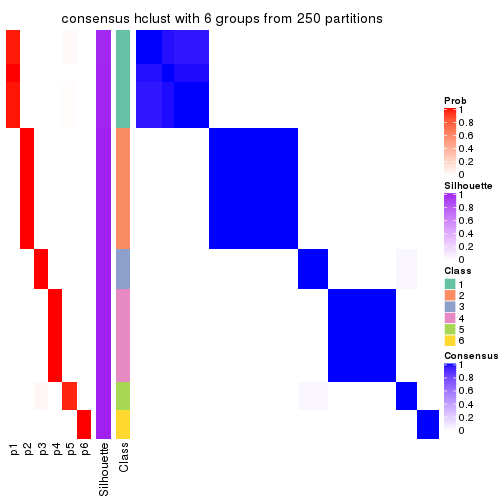 consensus hclust with 6 groups from 250 partitions
Prob
1
0.8
0.6
0.4
0.2
0
Silhouette
1
0.8
0.6
0.4
0.2
0
Class
1
2
3
4
5
6
Consensus
1
0.8
0.6
0.4
0.2
0
p1
p2
p3
p4
p5
p6
Silhouette
Class